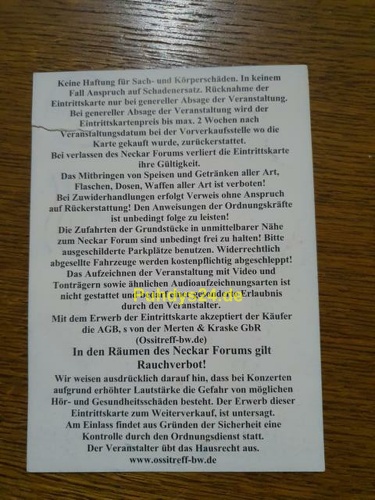 Keine Haftung für Sach- und Körperschäden. In keinem
Fall Anspruch auf Schadenersatz. Rücknahme der
Eintrittskarte nur bei genereller Absage der Veranstaltung.
Bei genereller Absage der Veranstaltung wird der
Eintrittskartenpreis bis max. 2 Wochen nach
Veranstaltungsdatum bei der Vorverkaufsstelle wo die
Karte gekauft wurde, zurückerstattet.
Bei verlassen des Neckar Forums verliert die Eintrittskarte
ihre Gültigkeit.
Das Mitbringen von Speisen und Getränken aller Art,
Flaschen, Dosen, Waffen aller Art ist verboten!
Bei Zuwiderhandlungen erfolgt Verweis ohne Anspruch
auf Rückerstattung! Den Anweisungen der Ordnungskräfte
ist unbedingt folge zu leisten!
Die Zufahrten der Grundstücke in unmittelbarer Nähe
zum Neckar Forum sind unbedingt frei zu halten! Bitte
ausgeschilderte Parkplätze benutzen. Widerrechtlich
abgesellte Fahrzeuge werden kostenpflichtig abgeschleppt!
Das Aufzeichnen der Veranstaltung mit Video und
Tonträgern sowie ähnlichen Audioaufzeichnungsarten ist
nicht gestattet und Erlaubnis
Puhdys24.de
durch den Veranstalter.
Mit dem Erwerb der Eintrittskarte akzeptiert der Käufer
die AGB, s von der Merten & Kraske GbR
(Ossitreff-bw.de)
In den Räumen des Neckar Forums gilt
Rauchverbot!
Wir weisen ausdrücklich darauf hin, dass bei Konzerten
aufgrund erhöhter Lautstärke die Gefahr von möglichen
Hör- und Gesundheitsschäden besteht. Der Erwerb dieser
Eintrittskarte zum Weiterverkauf, ist untersagt.
Am Einlass findet aus Gründen der Sicherheit eine
Kontrolle durch den Ordnungsdienst statt.
Der Veranstalter übt das Hausrecht aus.
www.ossitreff-bw.de